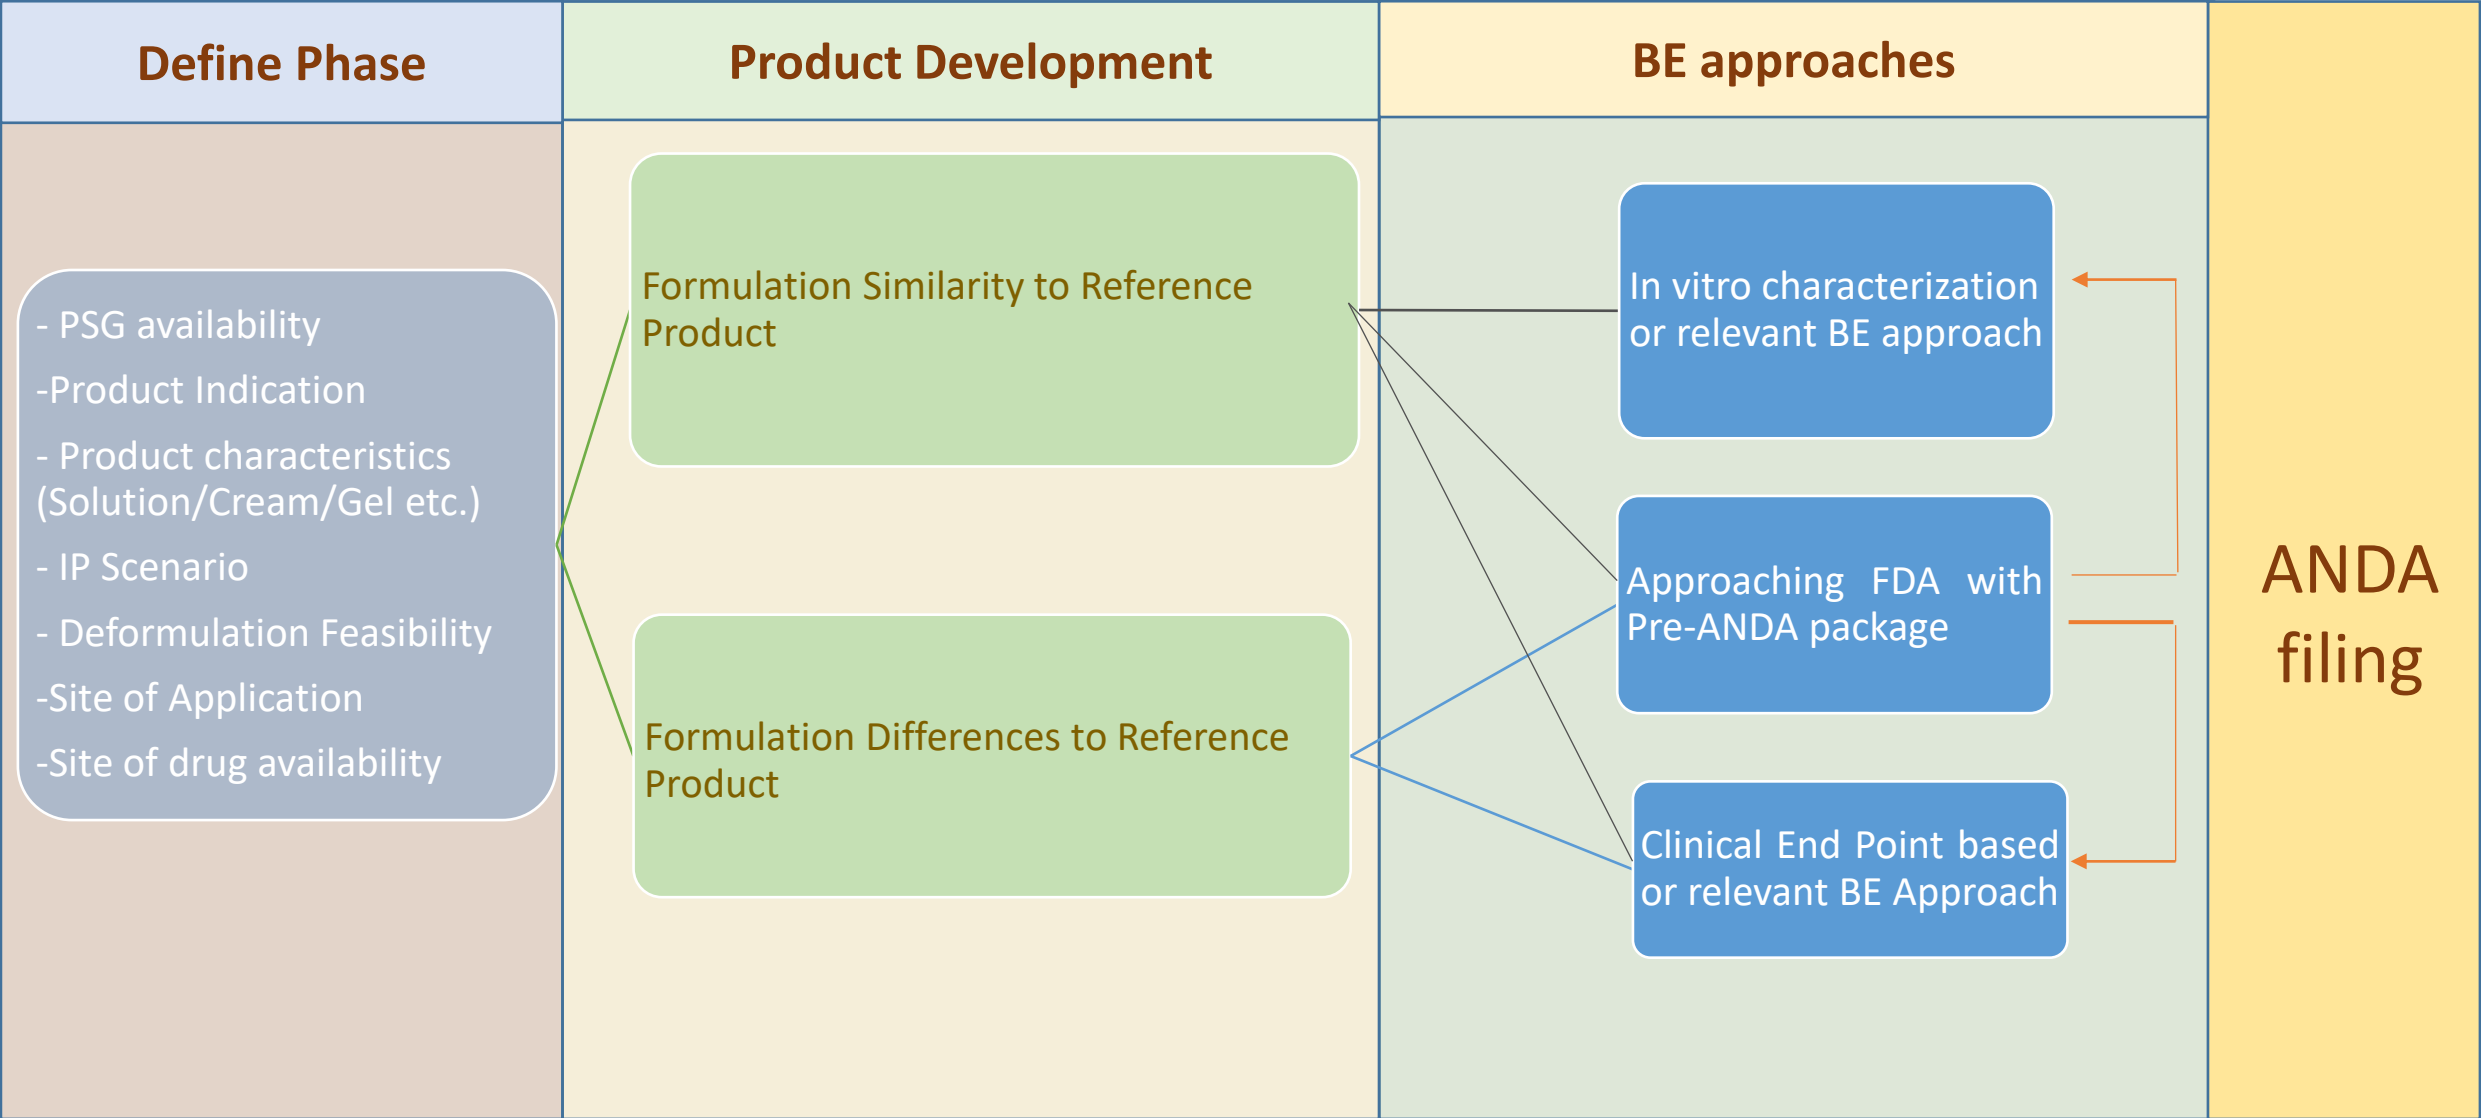 Define Phase
Product Development
BE approaches
- PSG availability
-Product Indication
- Product characteristics
(Solution/Cream/Gel etc.)
- IP Scenario
- Deformulation Feasibility
-Site of Application
-Site of drug availability
Formulation Similarity to Reference
Product
Formulation Differences to Reference
Product
In vitro characterization
or relevant BE approach
Approaching FDA with
Pre-ANDA package
Clinical End Point based
or relevant BE Approach
ANDA
filing